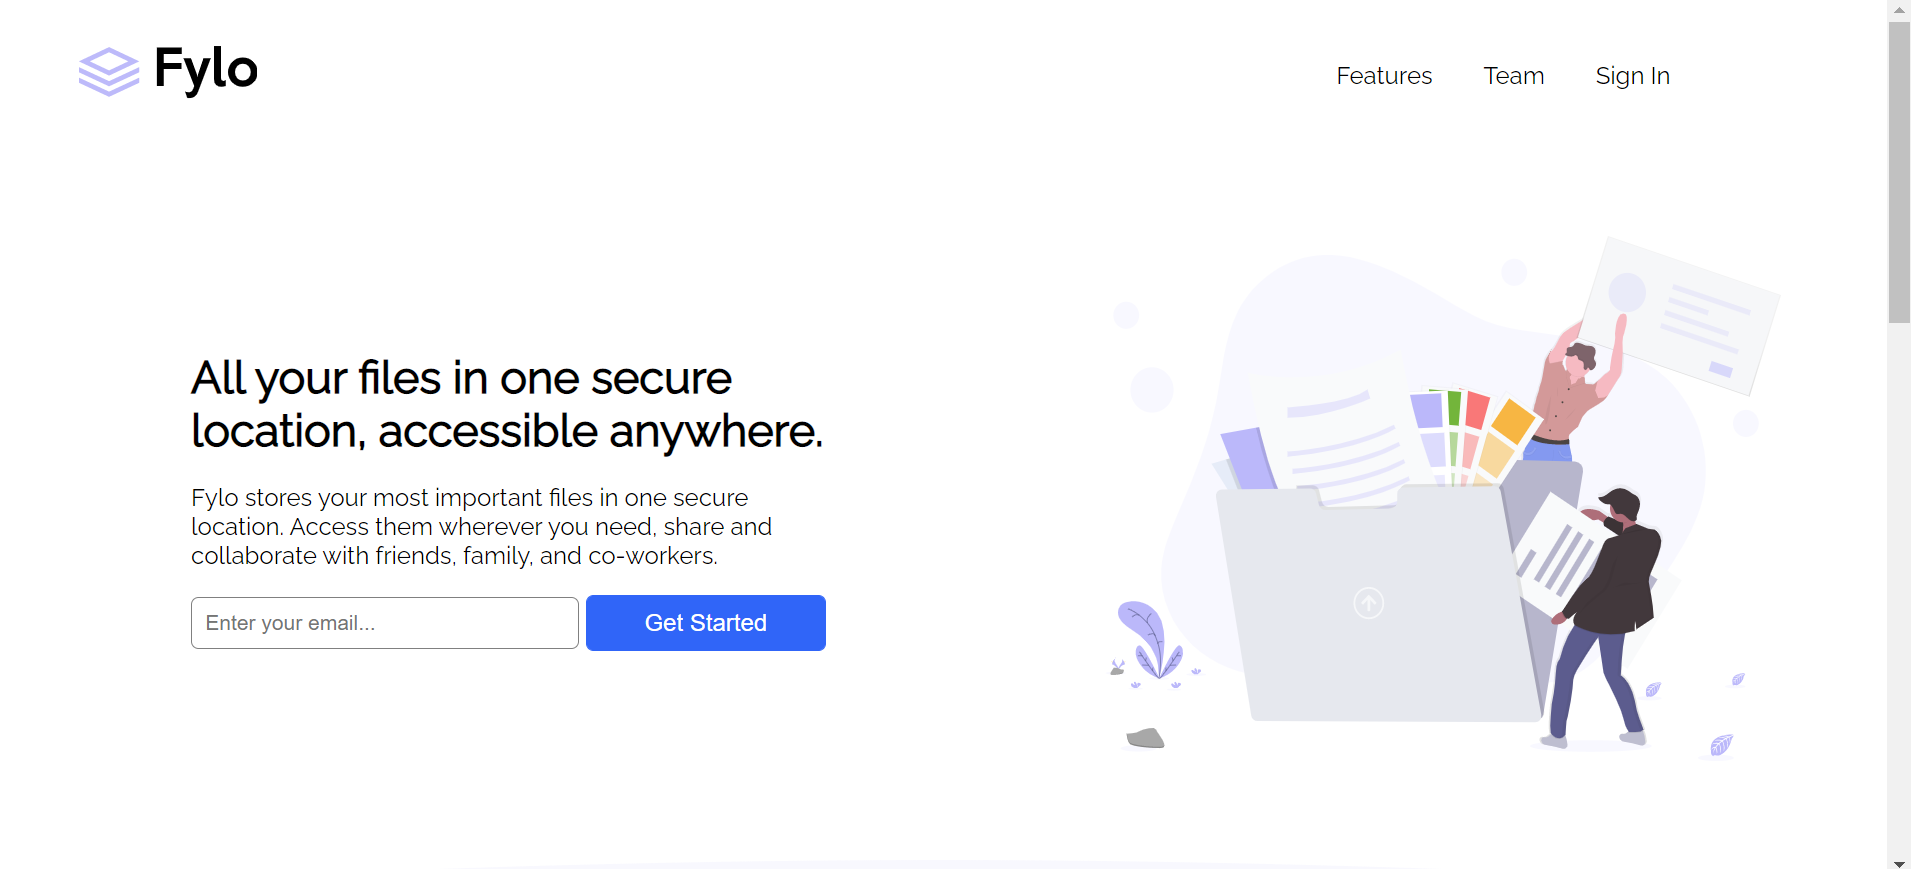 Fylo
Features
Team
Sign In
All your files in one secure
location, accessible anywhere.
Fylo stores your most important files in one secure
location. Access them wherever you need, share and
collaborate with friends, family, and co-workers.
Enter your email...
Get Started